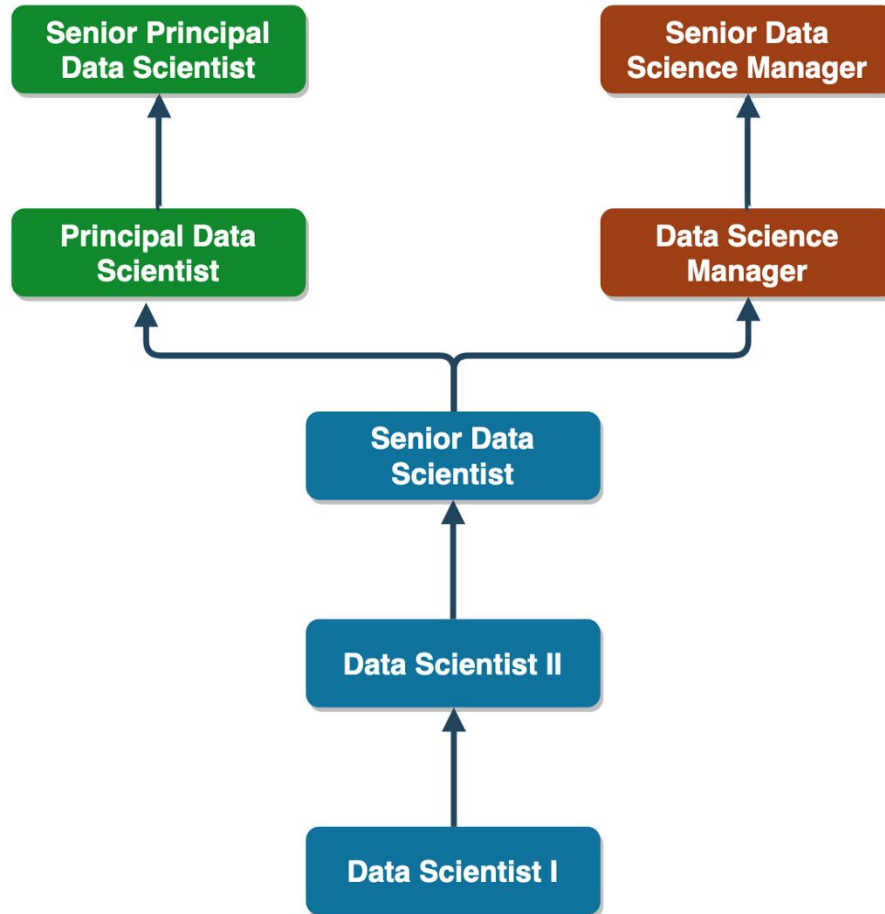 Senior Principal
Data Scientist
Senior Data
Science Manager
Principal Data
Scientist
Data Science
Manager
Senior Data
Scientist
Data Scientist II
Data Scientist I